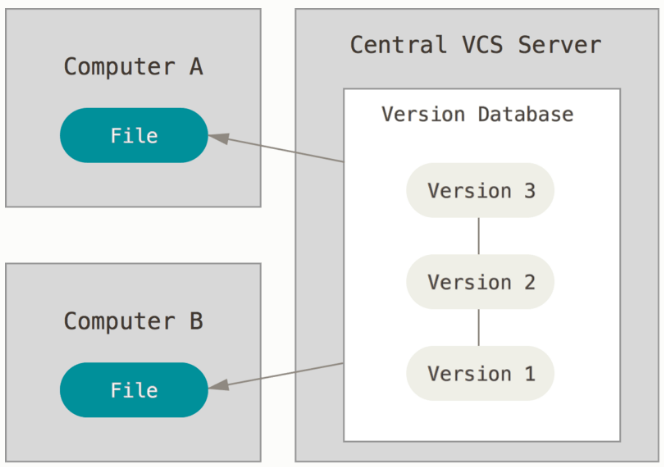 Computer A
File
Central VCS Server
Version Database
Version 3
Version 2
Version 1
Computer B
File